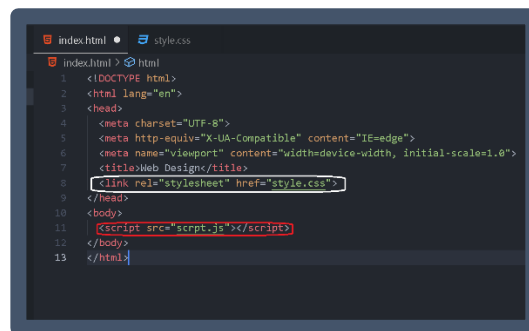 index.html style.css
index.html > html
1 <!DOCTYPE html>
2 <html lang="en">
3 <head>
4 <meta charset="UTF-8">
5 <meta http-equiv="X-UA-Compatible" content="IE=edge">
6 <meta name="viewport" content="width=device-width, initial-scale=1.0">
7 <title>Web Design</title>
8 <link rel="stylesheet" href="style.css">
9 </head>
10 <body>
11 <script src="scrpt.js"></script>
12 </body>
13 </html>